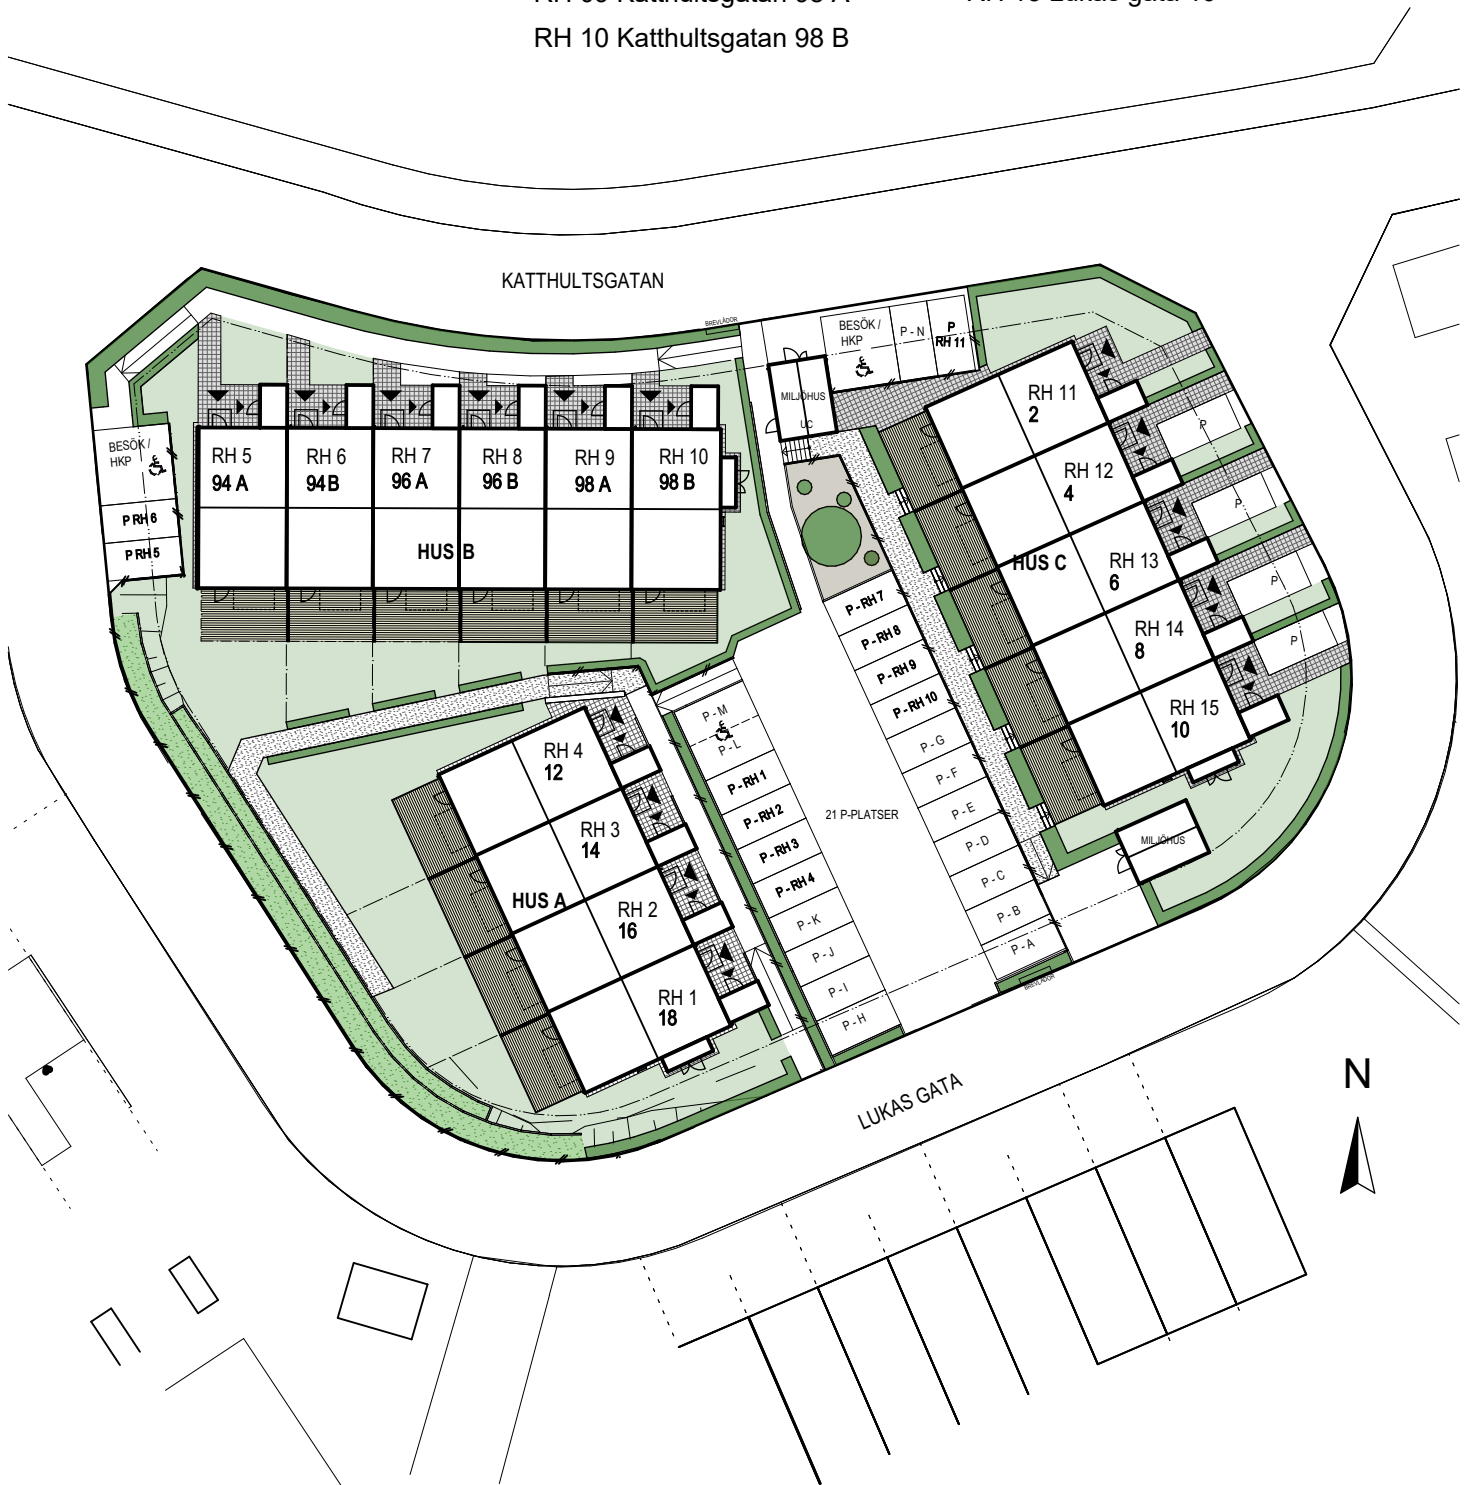 RH 10 Katthultsgatan 98 B
KATTHULTSGATAN
BREVLÅDOR
BESÖK /
HKP
P - N
P
RH 11
MILJÖHUS
UC
RH 11
2
RH 12
4
HUS C
RH 13
6
RH 14
8
RH 15
10
P
P
P
P
BESÖK /
HKP
P RH 6
P RH 5
RH 5
94 A
RH 6
94 B
RH 7
96 A
RH 8
96 B
RH 9
98 A
RH 10
98 B
HUS B
P - RH 7
P - RH 8
P - RH 9
P - RH 10
P - G
P - F
P - E
P - D
P - C
P - B
P - A
BREVLÅDOR
MILJÖHUS
21 P-PLATSER
P - M
P - L
P - RH 1
P - RH 2
P - RH 3
P - RH 4
P - K
P - J
P - I
P - H
RH 4
12
RH 3
14
HUS A
RH 2
16
RH 1
18
LUKAS GATA
N